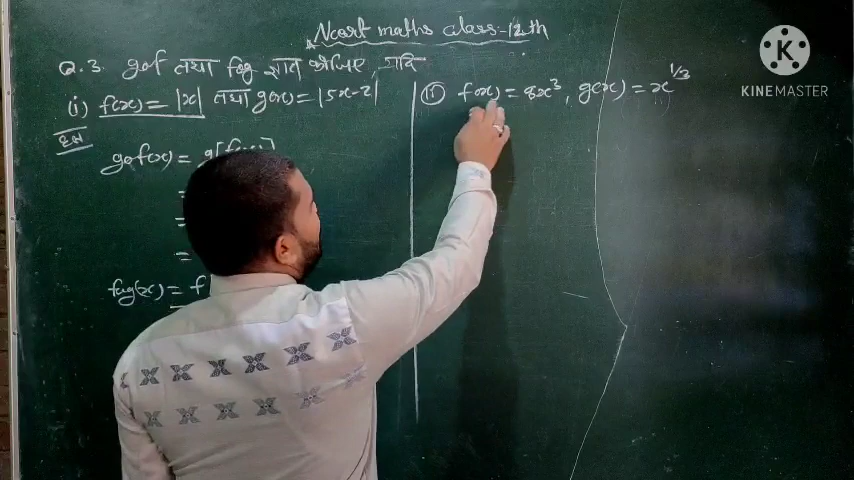 Ncert maths class-12th
Q.3. gof तथा fog ज्ञात कीजिए, यदि
(i) f(x) = |x| तथा g(x) = |5x-2|
हल
gof(x) = g[f(x)]
=
=
=
fog(x) = f
(ii) f(x) = 8x³, g(x) = x^1/3
K
KINEMASTER